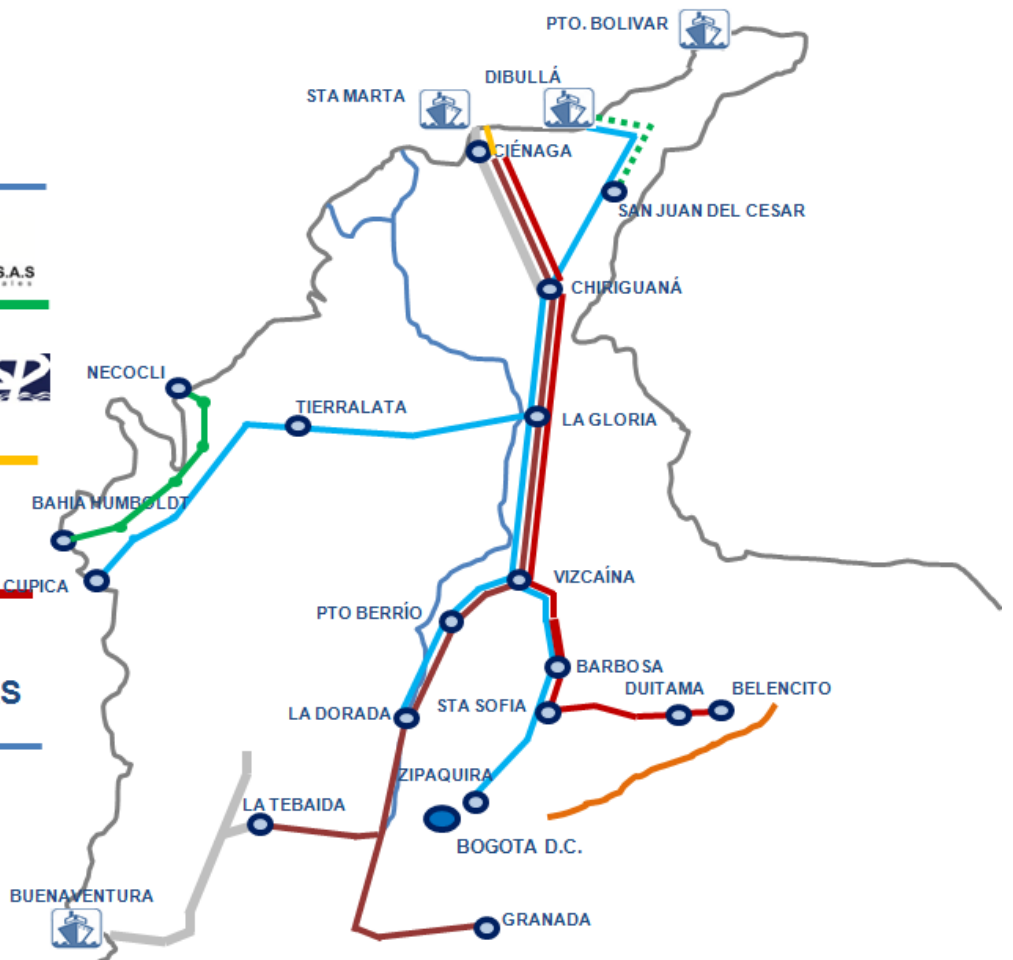 PTO. BOLIVAR
DIBULLÁ
STA MARTA
CIÉNAGA
SAN JUAN DEL CESAR
S.A.S
CHIRIGUANÁ
NECOCLI
TIERRALATA
LA GLORIA
BAHIA HUMBOLDT
CUPICA
VIZCAÍNA
PTO BERRÍO
BARBOSA
S
DUITAMA
BELENCITO
STA SOFIA
LA DORADA
ZIPAQUIRA
LA TEBAIDA
BOGOTA D.C.
BUENAVENTURA
GRANADA